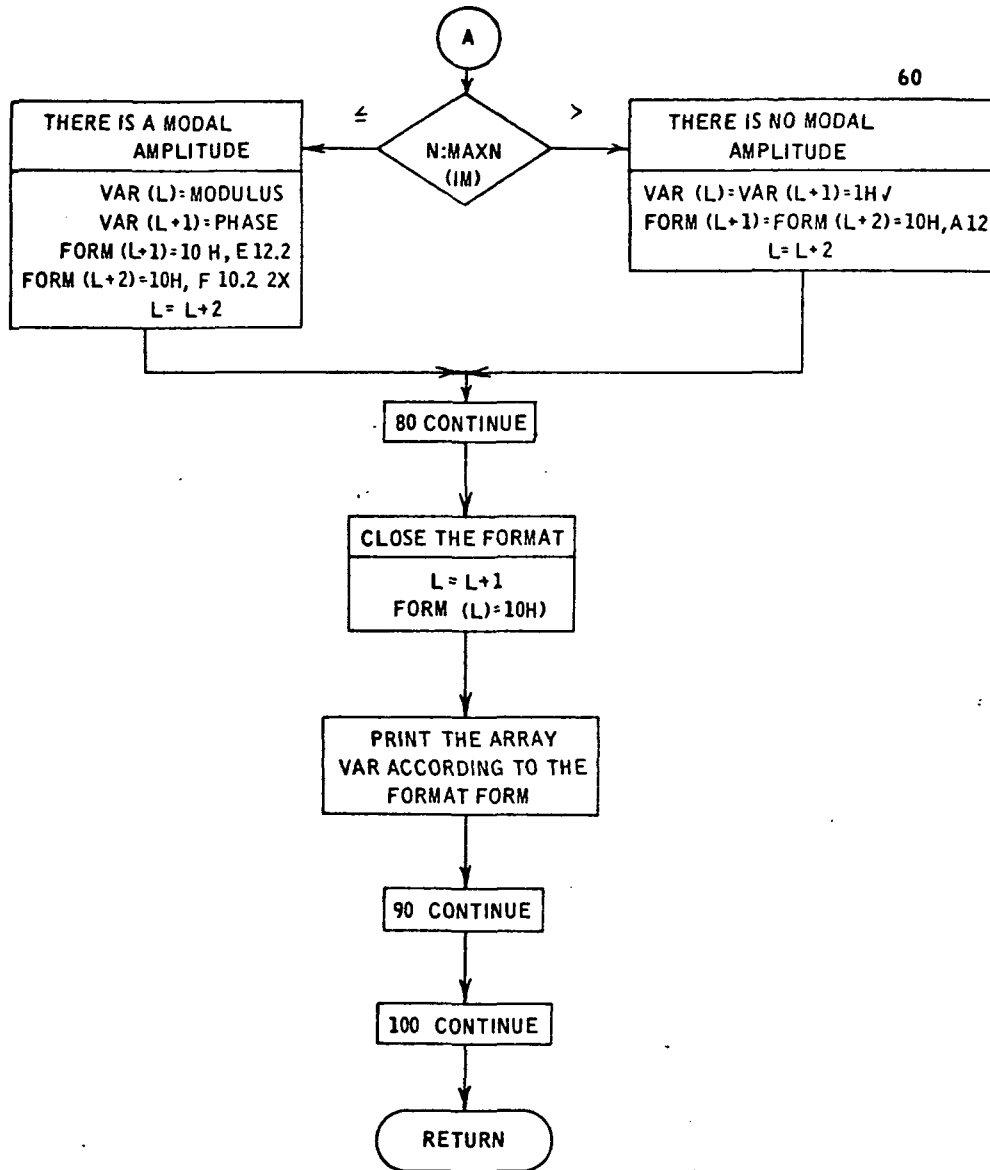 A
60
≤
>
N:MAXN
(IM)
THERE IS A MODAL
AMPLITUDE
VAR (L)=MODULUS
VAR (L+1)=PHASE
FORM (L+1)=10 H, E 12.2
FORM (L+2)=10H, F 10.2 2X
L= L+2
THERE IS NO MODAL
AMPLITUDE
VAR (L)=VAR (L+1)=1H√
FORM (L+1)=FORM (L+2)=10H, A 12
L=L+2
80 CONTINUE
CLOSE THE FORMAT
L= L+1
FORM (L)=10H)
PRINT THE ARRAY
VAR ACCORDING TO THE
FORMAT FORM
90 CONTINUE
100 CONTINUE
RETURN